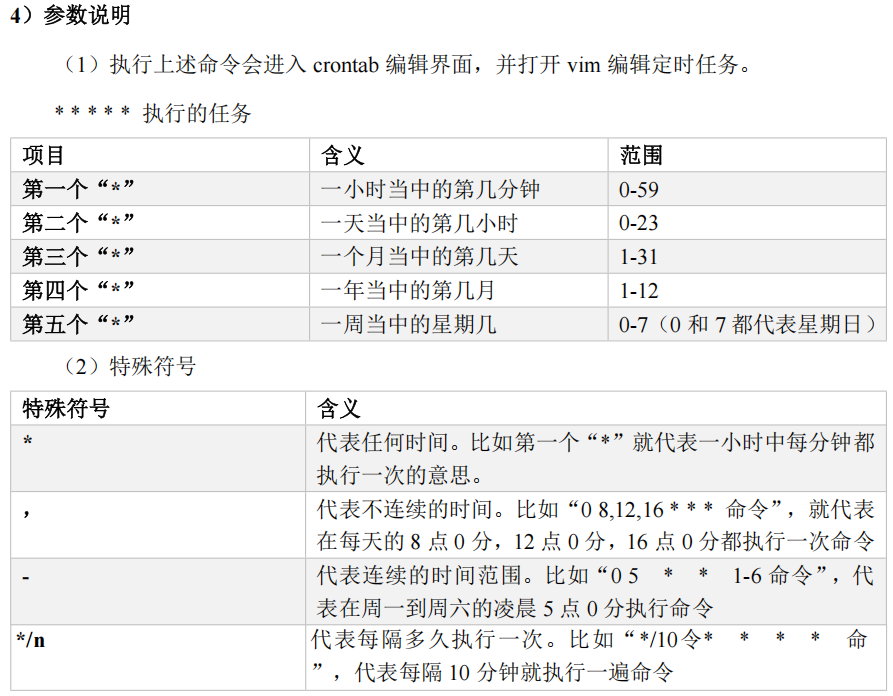 4）参数说明
（1）执行上述命令会进入 crontab 编辑界面，并打开 vim 编辑定时任务。
* * * * * 执行的任务
项目 含义 范围
第一个“*” 一小时当中的第几分钟 0-59
第二个“*” 一天当中的第几小时 0-23
第三个“*” 一个月当中的第几天 1-31
第四个“*” 一年当中的第几月 1-12
第五个“*” 一周当中的星期几 0-7（0 和 7 都代表星期日）
（2）特殊符号
特殊符号 含义
* 代表任何时间。比如第一个“*”就代表一小时中每分钟都
执行一次的意思。
， 代表不连续的时间。比如“0 8,12,16 * * * 命令”，就代表
在每天的 8 点 0 分，12 点 0 分，16 点 0 分都执行一次命令
- 代表连续的时间范围。比如“0 5 * * 1-6 命令”，代
表在周一到周六的凌晨 5 点 0 分执行命令
*/n 代表每隔多久执行一次。比如“*/10令* * * * 命
”，代表每隔 10 分钟就执行一遍命令